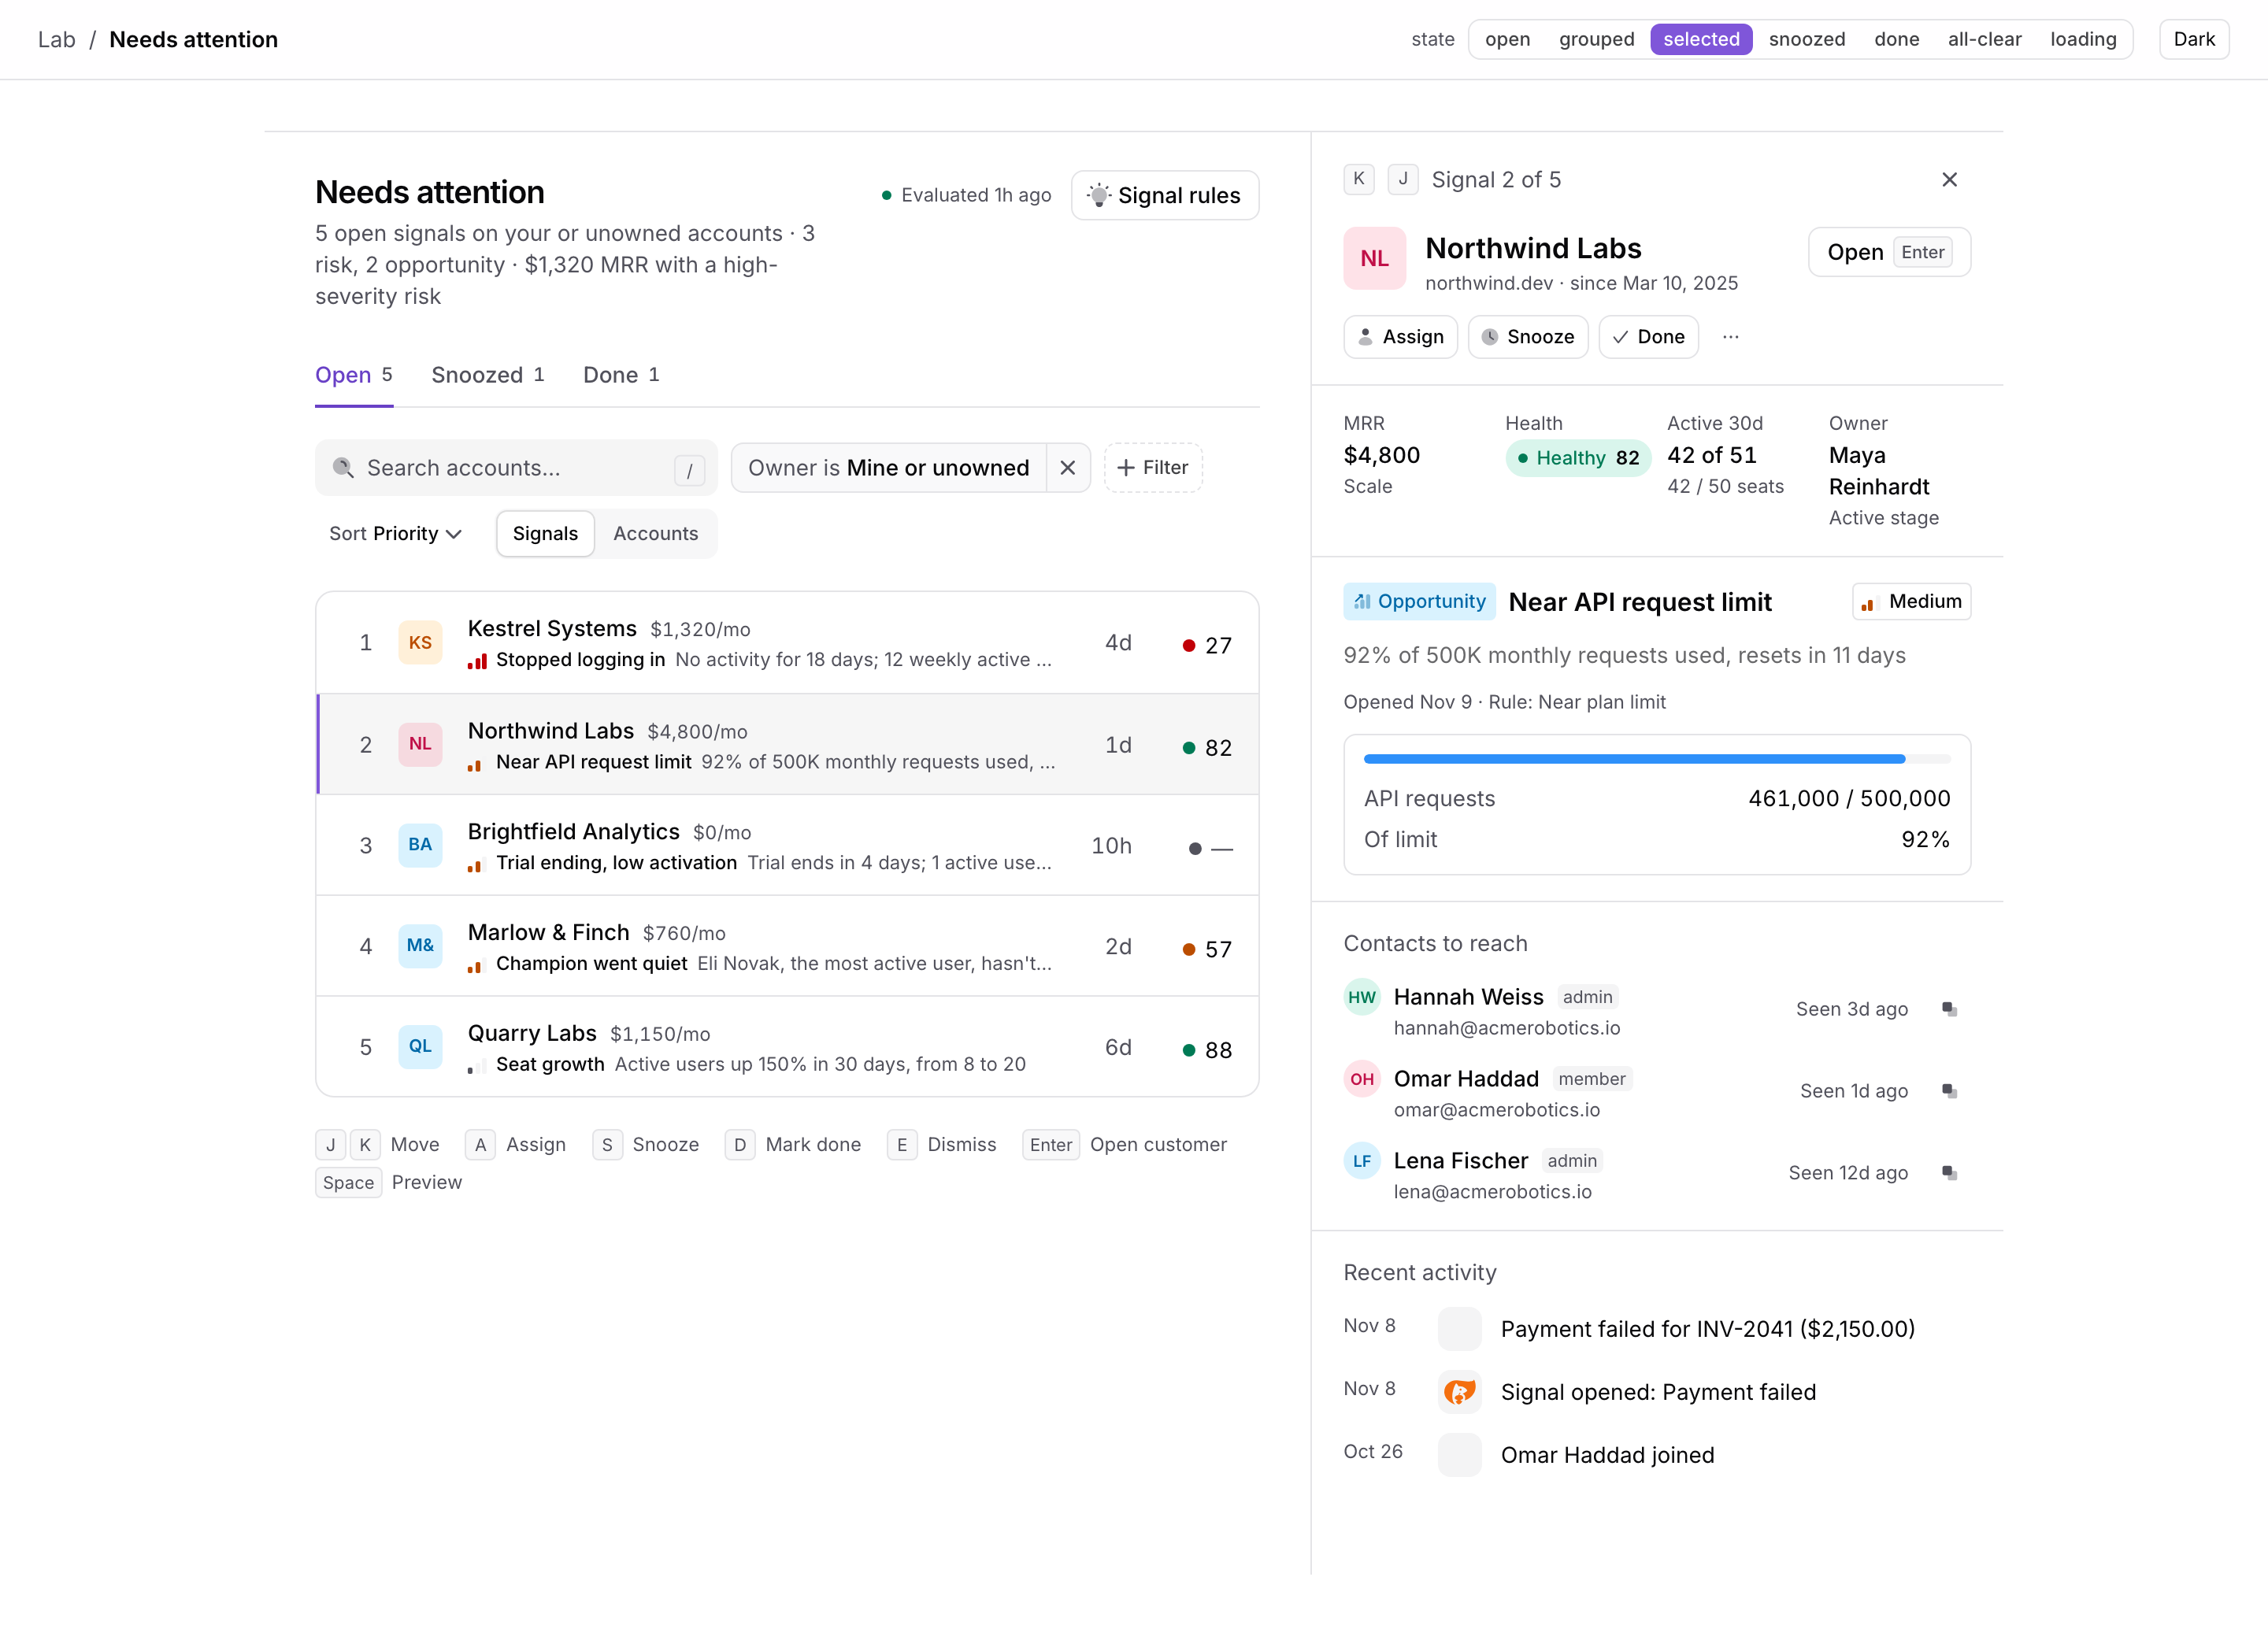 Lab / Needs attention
state open grouped selected snoozed done all-clear loading Dark
Needs attention
Evaluated 1h ago
Signal rules
5 open signals on your or unowned accounts · 3
risk, 2 opportunity · $1,320 MRR with a high-
severity risk
Open 5 Snoozed 1 Done 1
Search accounts... /
Owner is Mine or unowned
Filter
Sort Priority
Signals Accounts
1 KS Kestrel Systems $1,320/mo 4d 27
Stopped logging in No activity for 18 days; 12 weekly active ...
2 NL Northwind Labs $4,800/mo 1d 82
Near API request limit 92% of 500K monthly requests used, ...
3 BA Brightfield Analytics $0/mo 10h —
Trial ending, low activation Trial ends in 4 days; 1 active use...
4 M& Marlow & Finch $760/mo 2d 57
Champion went quiet Eli Novak, the most active user, hasn't...
5 QL Quarry Labs $1,150/mo 6d 88
Seat growth Active users up 150% in 30 days, from 8 to 20
J K Move A Assign S Snooze D Mark done E Dismiss Enter Open customer
Space Preview
K J Signal 2 of 5
NL Northwind Labs
northwind.dev · since Mar 10, 2025
Open Enter
Assign Snooze Done ...
MRR Health Active 30d Owner
$4,800 Healthy 82 42 of 51 Maya
Reinhardt
Scale 42 / 50 seats
Active stage
Opportunity Near API request limit Medium
92% of 500K monthly requests used, resets in 11 days
Opened Nov 9 · Rule: Near plan limit
API requests 461,000 / 500,000
Of limit 92%
Contacts to reach
HW Hannah Weiss admin Seen 3d ago
hannah@acmerobotics.io
OH Omar Haddad member Seen 1d ago
omar@acmerobotics.io
LF Lena Fischer admin Seen 12d ago
lena@acmerobotics.io
Recent activity
Nov 8 Payment failed for INV-2041 ($2,150.00)
Nov 8 Signal opened: Payment failed
Oct 26 Omar Haddad joined